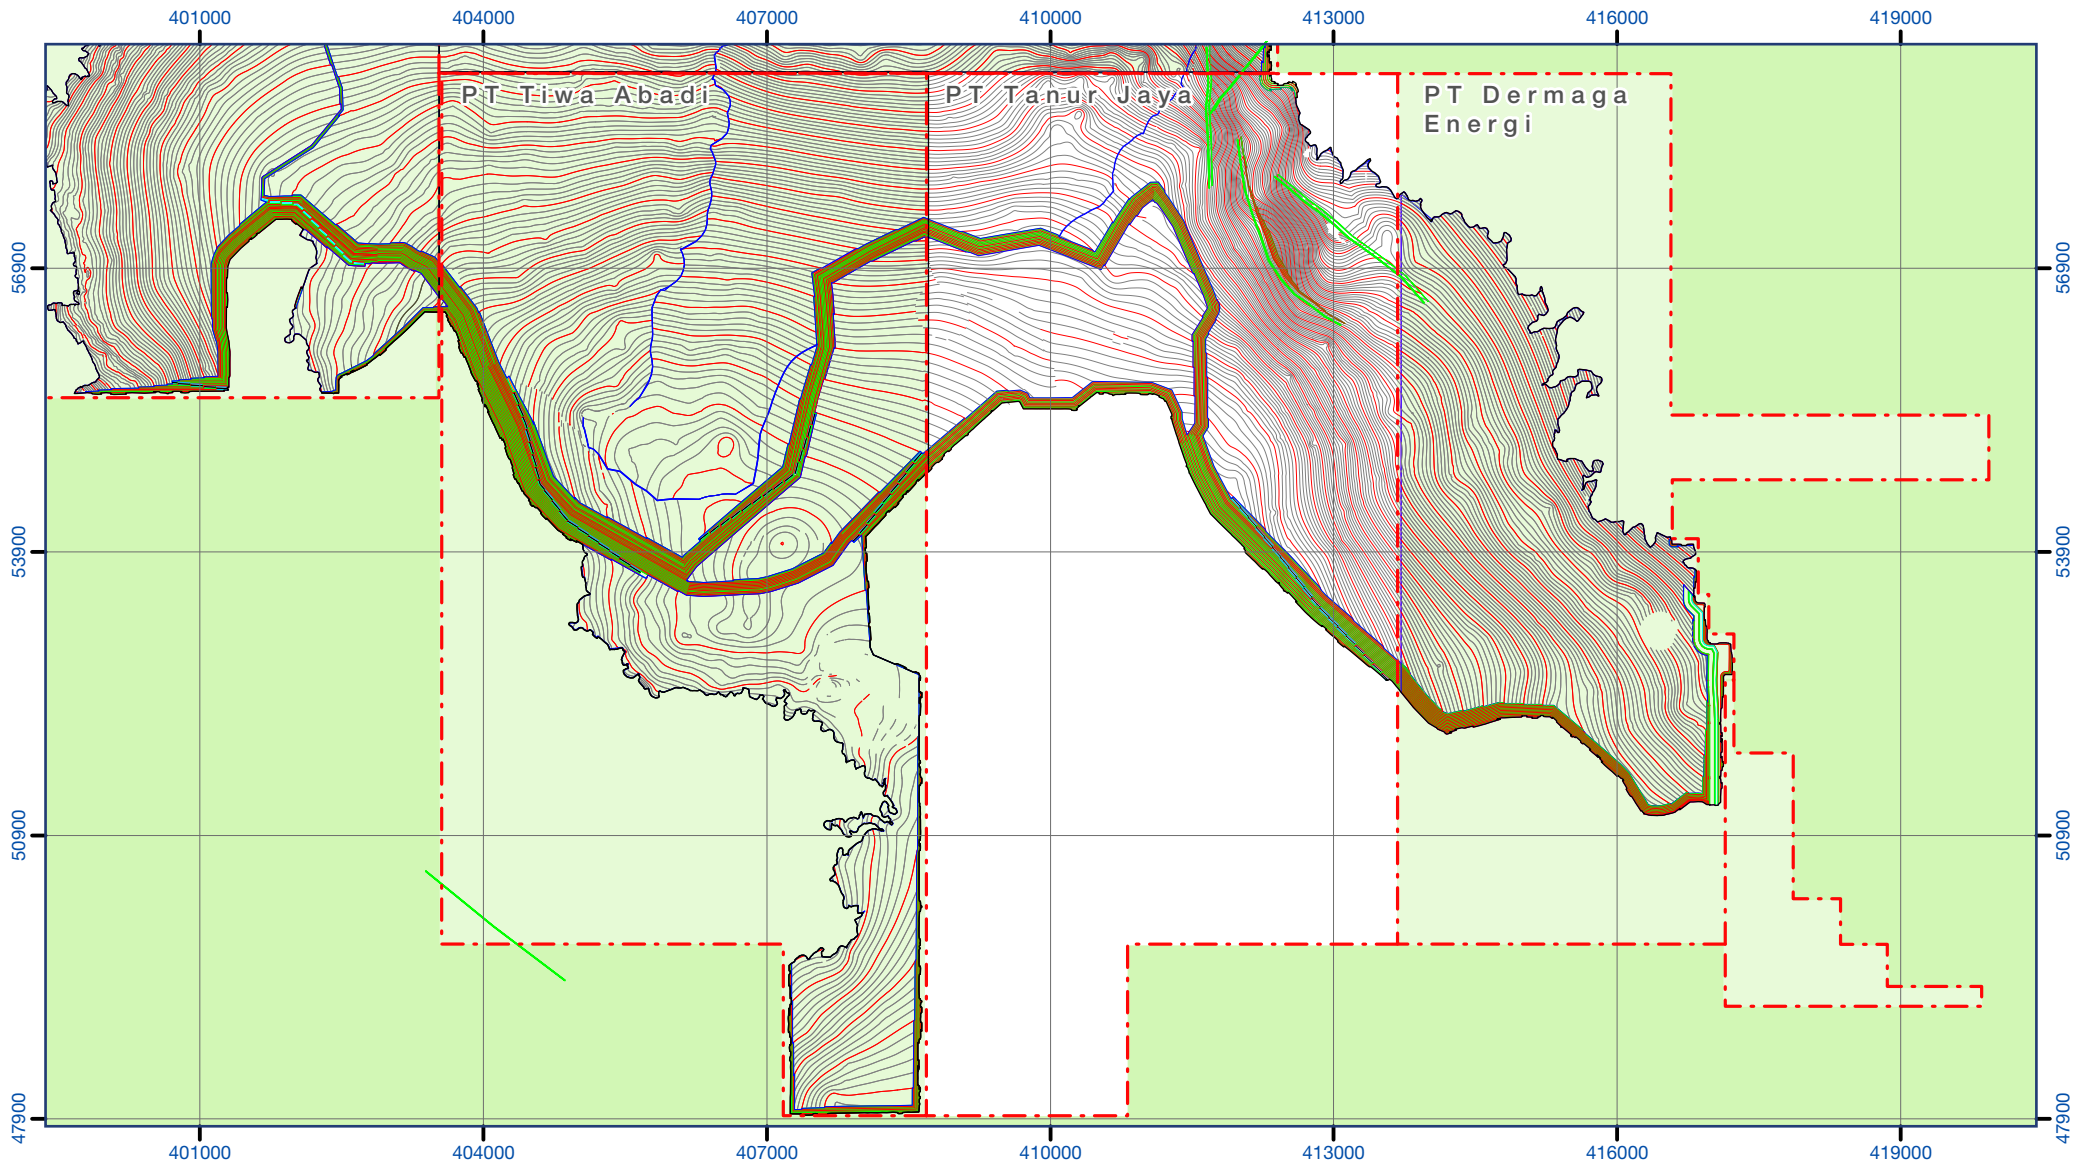 401000 404000 407000 410000 413000 416000 419000
PT Tiwa Abadi
PT Tanur Jaya
PT Dermaga
Energi
56900 56900
53900 53900
50900 50900
47900 47900
401000 404000 407000 410000 413000 416000 419000